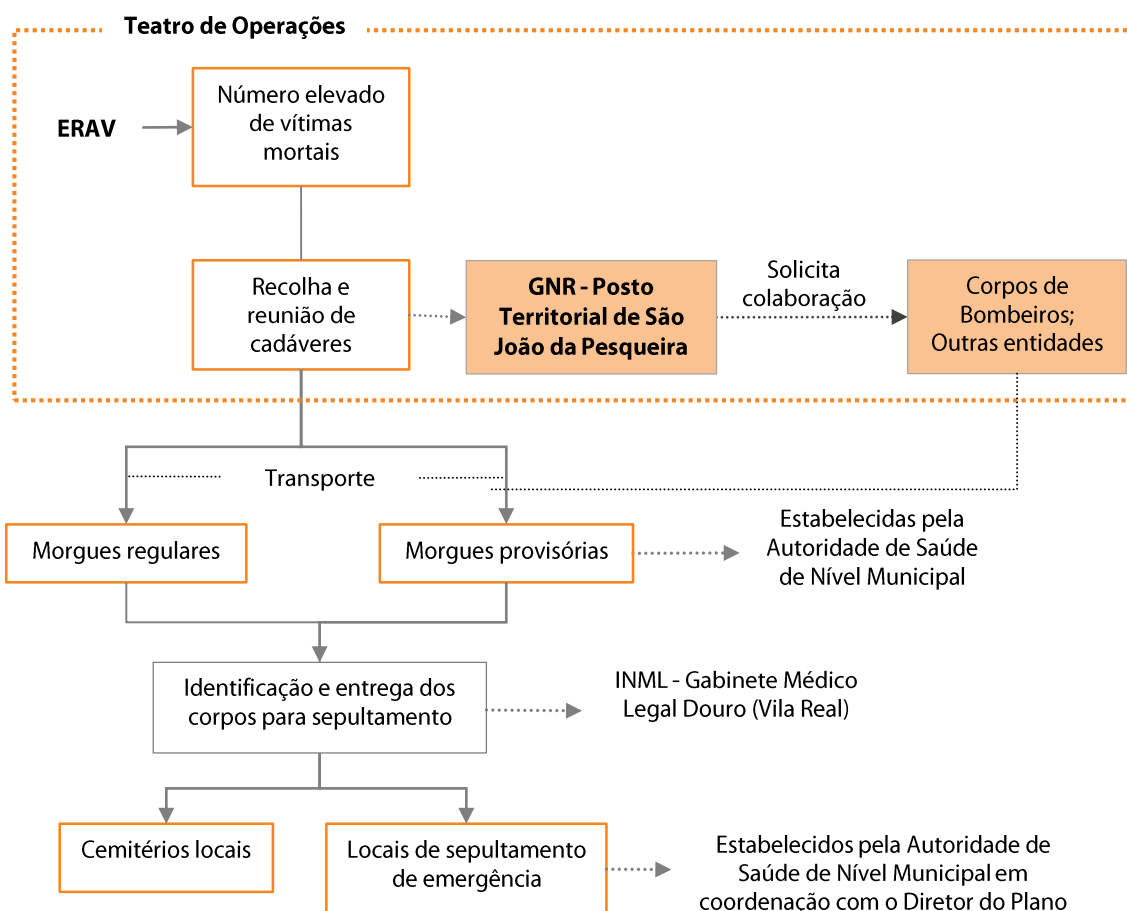 Teatro de Operações
ERAV
Número elevado
de vítimas
mortais
Recolha e
reunião de
cadáveres
GNR - Posto
Territorial de São
João da Pesqueira
Solicita
colaboração
Corpos de
Bombeiros;
Outras entidades
Transporte
Morgues regulares
Morgues provisórias
Estabelecidas pela
Autoridade de Saúde
de Nível Municipal
Identificação e entrega dos
corpos para sepultamento
INML - Gabinete Médico
Legal Douro (Vila Real)
Cemitérios locais
Locais de sepultamento
de emergência
Estabelecidos pela Autoridade de
Saúde de Nível Municipal em
coordenação com o Diretor do Plano